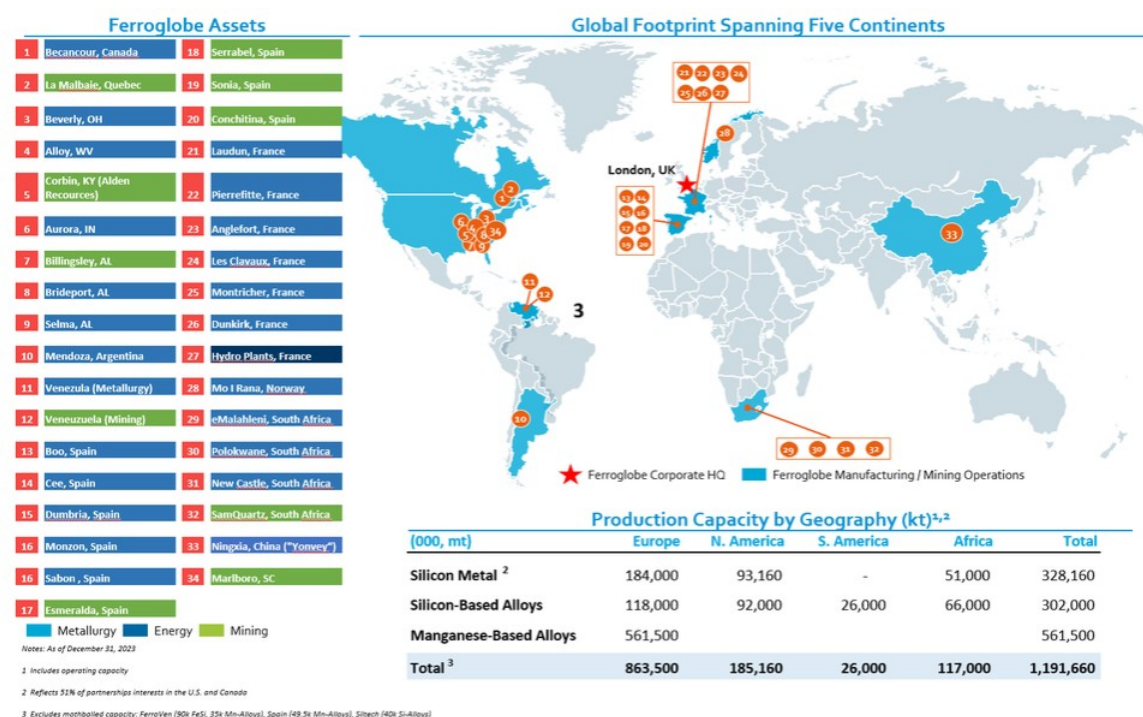 Ferroglobe Assets
1 Becancour, Canada
2 La Malbaie, Quebec
3 Beverly, OH
4 Alloy, WV
5 Corbin, KY (Alden
Recources)
6 Aurora, IN
7 Billingsley, AL
8 Brideport, AL
9 Selma, AL
10 Mendoza, Argentina
11 Venezula (Metallurgy)
12 Veneuzuela (Mining)
13 Boo, Spain
14 Cee, Spain
15 Dumbria, Spain
16 Monzon, Spain
16 Sabon , Spain
17 Esmeralda, Spain
18 Serrabel, Spain
19 Sonia, Spain
20 Conchitina, Spain
21 Laudun, France
22 Pierrefitte, France
23 Anglefort, France
24 Les Clavaux, France
25 Montricher, France
26 Dunkirk, France
27 Hydro Plants, France
28 Mo I Rana, Norway
29 eMalahleni, South Africa
30 Polokwane, South Africa
31 New Castle, South Africa
32 SamQuartz, South Africa
33 Ningxia, China ("Yonvey")
34 Marlboro, SC
Metallurgy Energy Mining
Notes: As of December 31, 2023
1 Includes operating capacity
2 Reflects 51% of partnerships interests in the U.S. and Canada
3 Excludes mothballed capacity: FerroVen (90k FeSi, 35k Mn-Alloys), Spain (49.5k Mn-Alloys), Siltech (40k Si-Alloys)
Global Footprint Spanning Five Continents
21 22 23 24
25 26 27
28
London, UK
13 14
15 16
17 18
19 20
2
1
6 3
4
5 8 34
7 9
33
11
12
3
10
29 30 31 32
Ferroglobe Corporate HQ Ferroglobe Manufacturing / Mining Operations
Production Capacity by Geography (kt)¹,²
(000, mt) Europe N. America S. America Africa Total
Silicon Metal ² 184,000 93,160 - 51,000 328,160
Silicon-Based Alloys 118,000 92,000 26,000 66,000 302,000
Manganese-Based Alloys 561,500 561,500
Total ³ 863,500 185,160 26,000 117,000 1,191,660